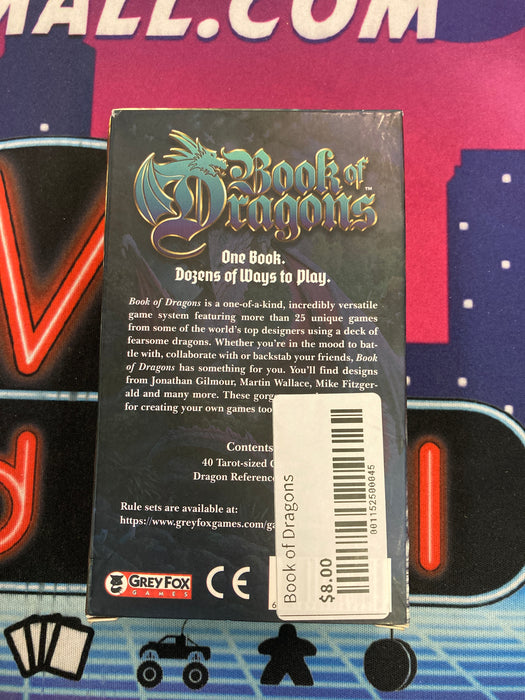 MALL.COM
Book of
Dragons™
One Book.
Dozens of Ways to Play.
Book of Dragons is a one-of-a-kind, incredibly versatile
game system featuring more than 25 unique games
from some of the world's top designers using a deck of
fearsome dragons. Whether you're in the mood to bat-
tle with, collaborate with or backstab your friends, Book
of Dragons has something for you. You'll find designs
from Jonathan Gilmour, Martin Wallace, Mike Fitzger-
ald and many more. These
for creating your own games too
Contents
40 Tarot-sized
Dragon Reference
Rule sets are available at:
https://www.greyfoxgames.com/ga
GREY FOX
GAMES
CE
6
Book of Dragons
$8.00
001152500045